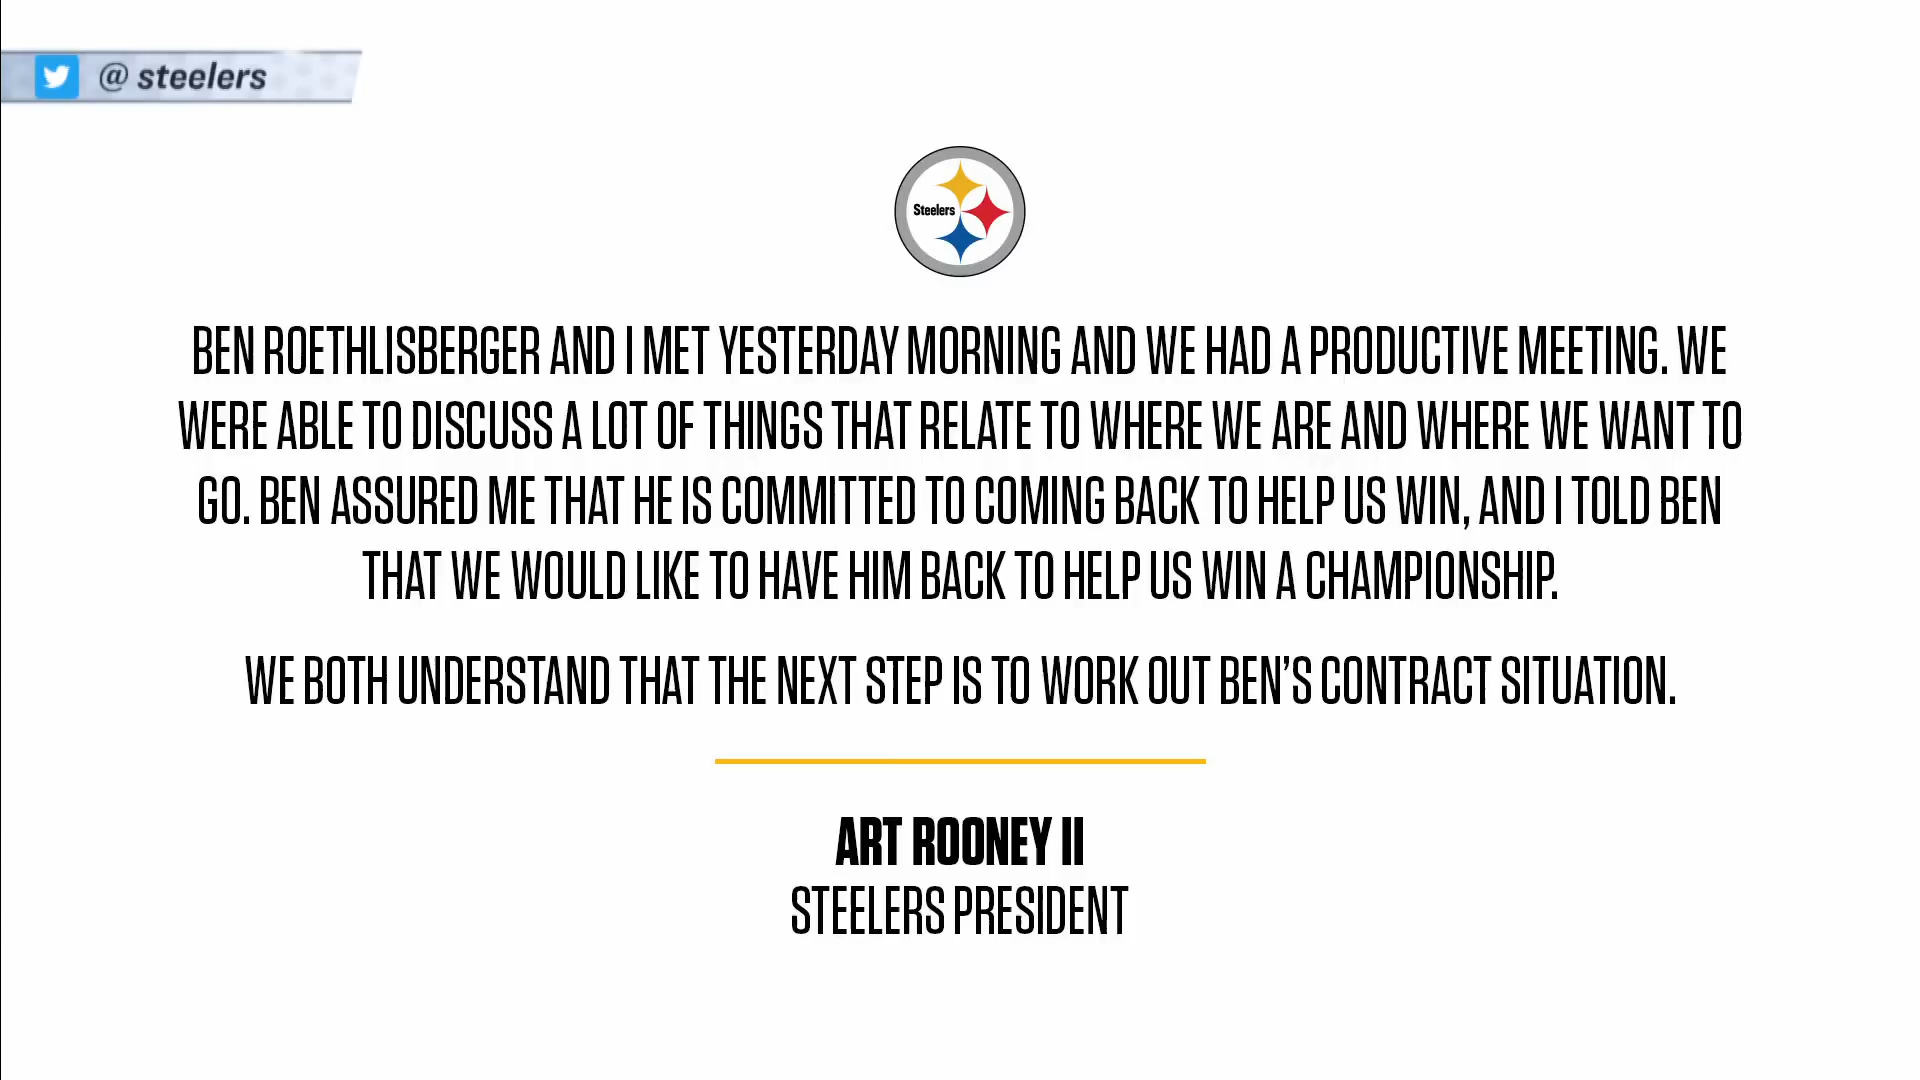 @ steelers
Steelers
BEN ROETHLISBERGER AND I MET YESTERDAY MORNING AND WE HAD A PRODUCTIVE MEETING. WE
WERE ABLE TO DISCUSS A LOT OF THINGS THAT RELATE TO WHERE WE ARE AND WHERE WE WANT TO
GO. BEN ASSURED ME THAT HE IS COMMITTED TO COMING BACK TO HELP US WIN, AND I TOLD BEN
THAT WE WOULD LIKE TO HAVE HIM BACK TO HELP US WIN A CHAMPIONSHIP.
WE BOTH UNDERSTAND THAT THE NEXT STEP IS TO WORK OUT BEN’S CONTRACT SITUATION.
ART ROONEY II
STEELERS PRESIDENT